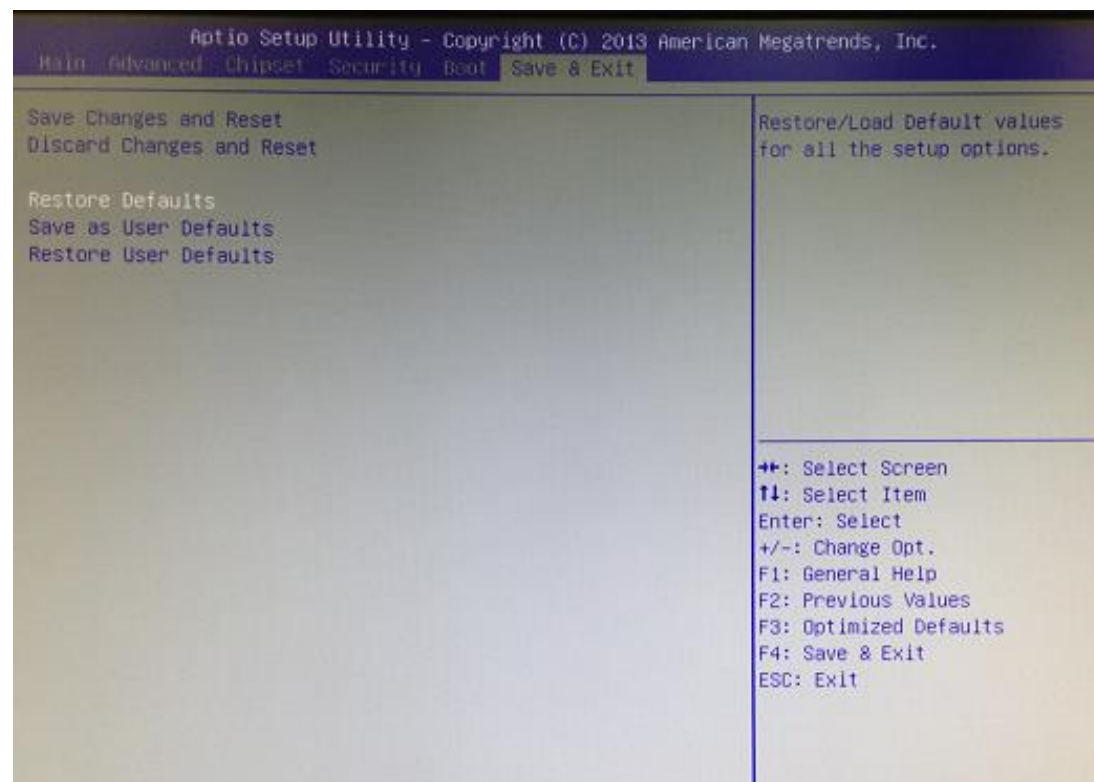 Aptio Setup Utility - Copyright (C) 2013 American Megatrends, Inc.
Main Advanced Chipset Security Boot Save & Exit
Save Changes and Reset
Discard Changes and Reset
Restore Defaults
Save as User Defaults
Restore User Defaults
Restore/Load Default values
for all the setup options.
→←: Select Screen
↑↓: Select Item
Enter: Select
+/-: Change Opt.
F1: General Help
F2: Previous Values
F3: Optimized Defaults
F4: Save & Exit
ESC: Exit